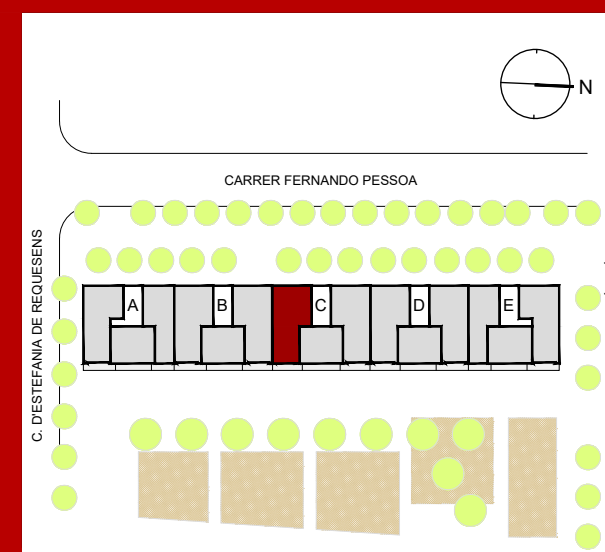 N
CARRER FERNANDO PESSOA
C. D'ESTEFANIA DE REQUESENS
A B C D E